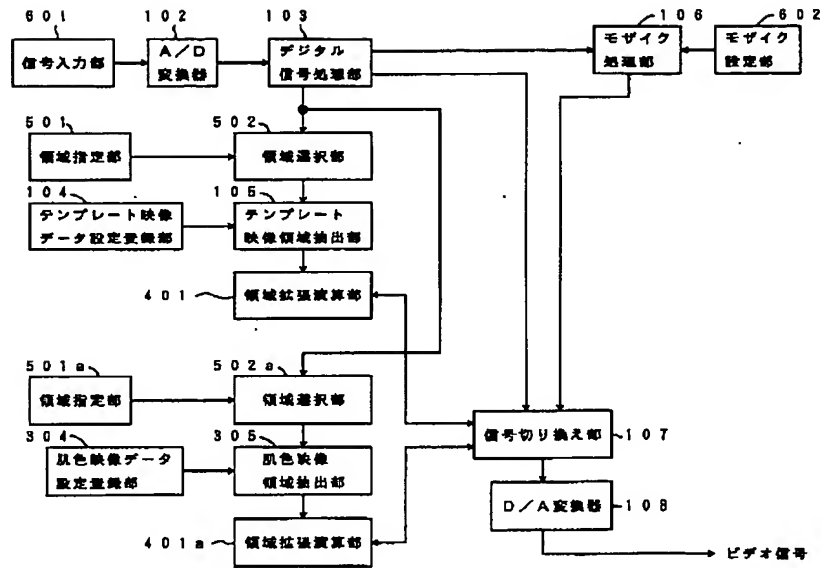 601
信号入力部
102
A/D
変換器
103
デジタル
信号処理部
106
モザイク
処理部
602
モザイク
設定部
501
領域指定部
502
領域選択部
104
テンプレート映像
データ設定登録部
105
テンプレート
映像領域抽出部
401
領域拡張演算部
501a
領域指定部
502a
領域選択部
304
肌色映像データ
設定登録部
305
肌色映像
領域抽出部
401a
領域拡張演算部
信号切り換え部
107
D/A変換器
108
ビデオ信号